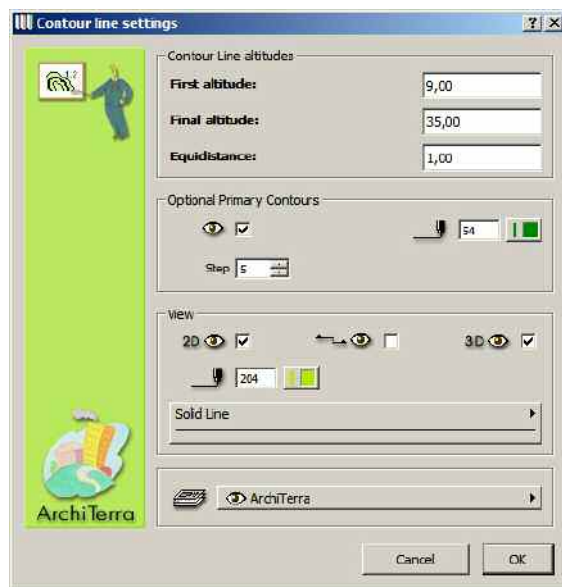 Contour line settings
Contour Line altitudes
First altitude: 9,00
Final altitude: 35,00
Equidistance: 1,00
Optional Primary Contours
54
Step 5
View
2D 3D
204
Solid Line
ArchiTerra
ArchiTerra
Cancel OK